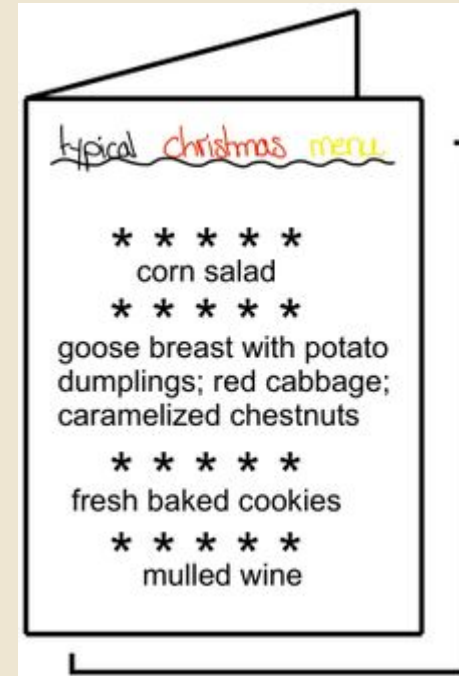 typical christmas menu
* * * * *
corn salad
* * * * *
goose breast with potato
dumplings; red cabbage;
caramelized chestnuts
* * * * *
fresh baked cookies
* * * * *
mulled wine